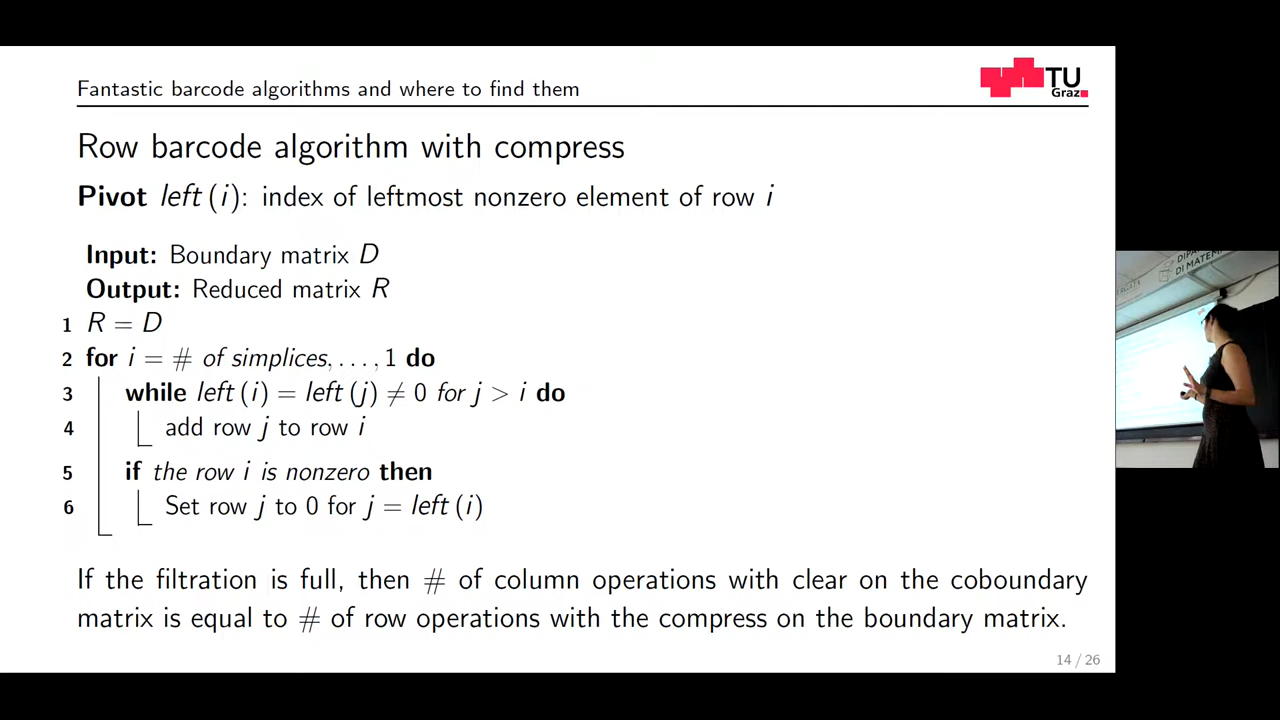 Fantastic barcode algorithms and where to find them
TU
Graz
Row barcode algorithm with compress
Pivot left (i): index of leftmost nonzero element of row i
Input: Boundary matrix D
Output: Reduced matrix R
1 R = D
2 for i = # of simplices, . . . , 1 do
3 while left (i) = left (j) ≠ 0 for j > i do
4 add row j to row i
5 if the row i is nonzero then
6 Set row j to 0 for j = left (i)
If the filtration is full, then # of column operations with clear on the coboundary
matrix is equal to # of row operations with the compress on the boundary matrix.
14 / 26
DI MATEM